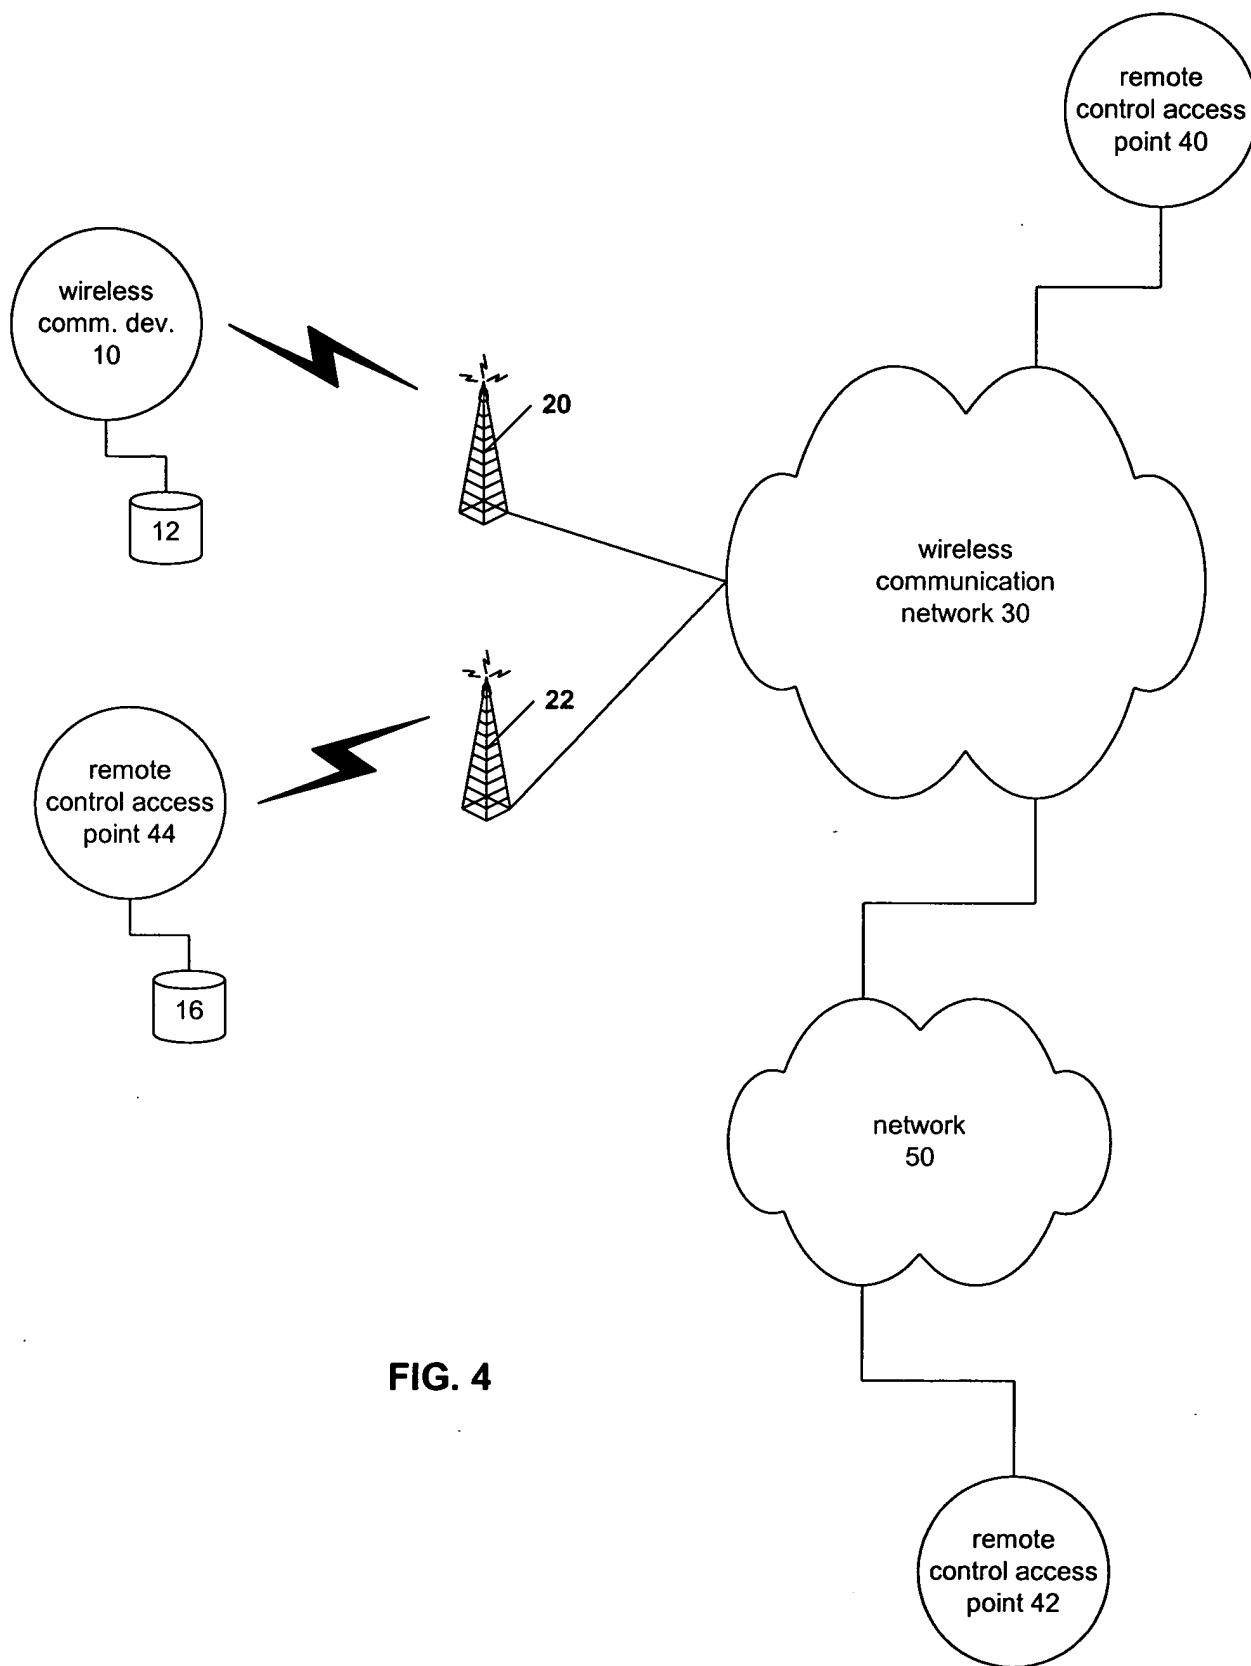 remote
control access
point 40
wireless
comm. dev.
10
20
12
wireless
communication
network 30
22
remote
control access
point 44
16
network
50
FIG. 4
remote
control access
point 42